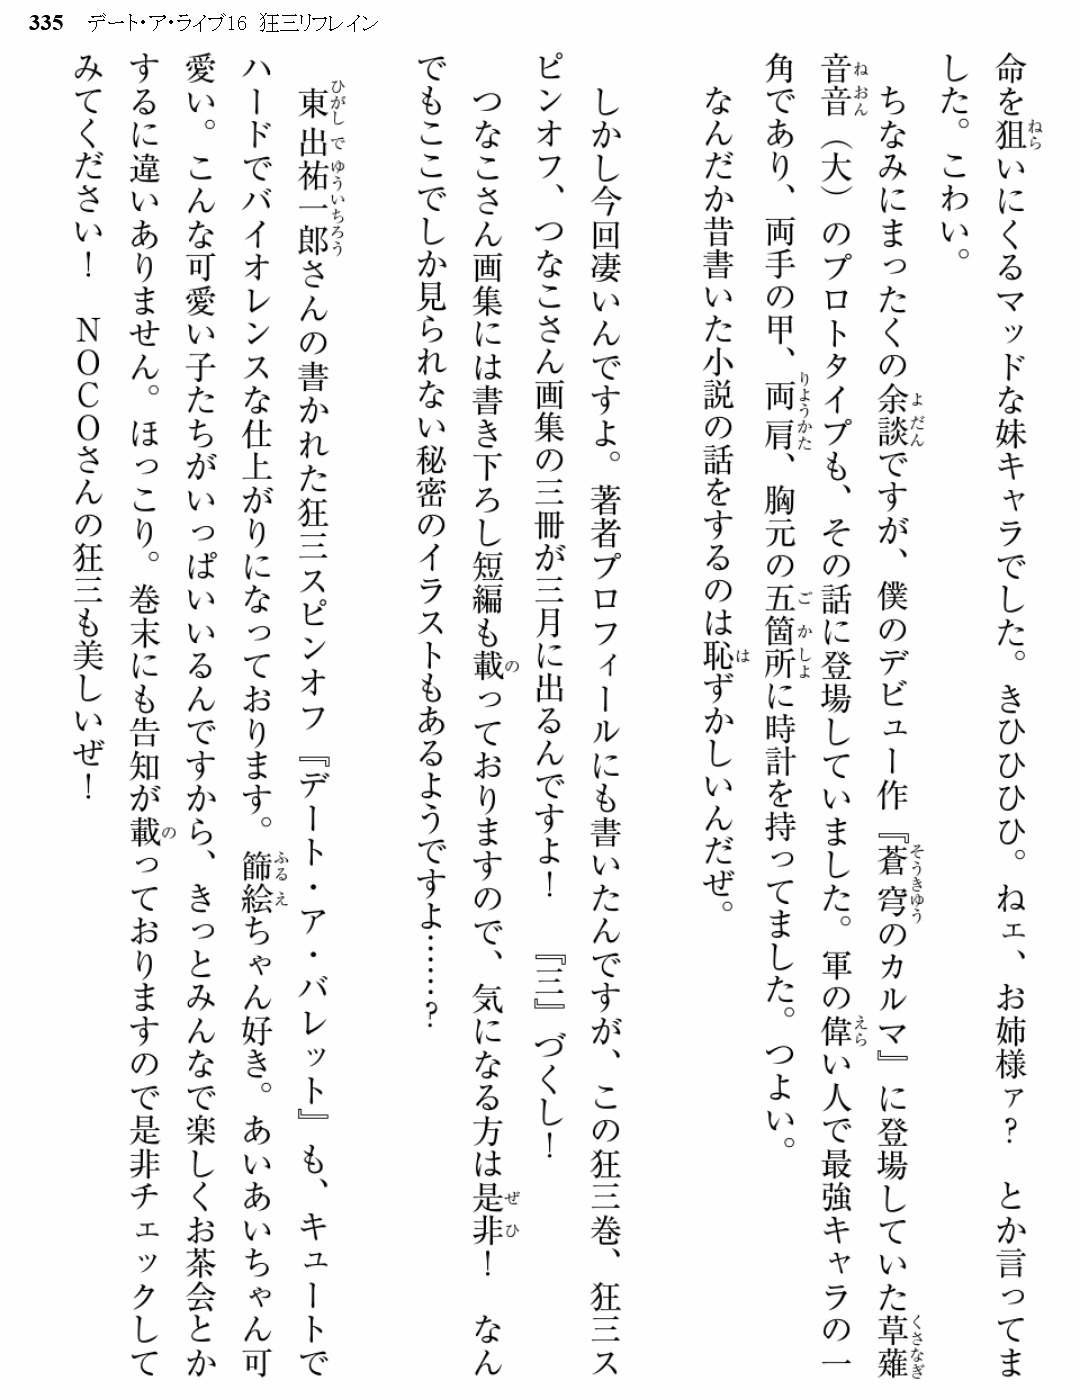 335 デート・ア・ライブ16 狂三リフレイン
命を狙いにくるマッドな妹キャラでした。きひひひひ。ねェ、お姉様ァ？　とか言ってま
した。こわい。
　ちなみにまったくの余談ですが、僕のデビュー作『蒼穹のカルマ』に登場していた草薙
音音（大）のプロトタイプも、その話に登場していました。軍の偉い人で最強キャラの一
角であり、両手の甲、両肩、胸元の五箇所に時計を持ってました。つよい。
　なんだか昔書いた小説の話をするのは恥ずかしいんだぜ。
　しかし今回凄いんですよ。著者プロフィールにも書いたんですが、この狂三巻、狂三ス
ピンオフ、つなこさん画集の三冊が三月に出るんですよ！　『三』づくし！
　つなこさん画集には書き下ろし短編も載っておりますので、気になる方は是非！　なん
でもここでしか見られない秘密のイラストもあるようですよ……？
　東出祐一郎さんの書かれた狂三スピンオフ『デート・ア・バレット』も、キュートで
ハードでバイオレンスな仕上がりになっております。篩絵ちゃん好き。あいあいちゃん可
愛い。こんな可愛い子たちがいっぱいいるんですから、きっとみんなで楽しくお茶会とか
するに違いありません。ほっこり。巻末にも告知が載っておりますので是非チェックして
みてください！　ＮＯＣＯさんの狂三も美しいぜ！